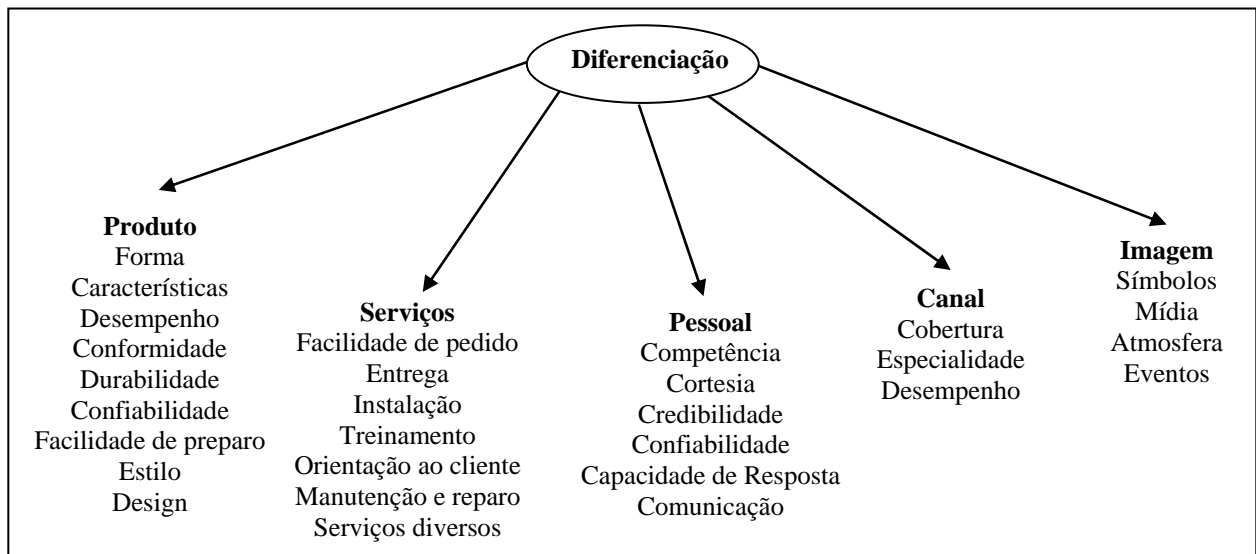 Diferenciação
Produto
Forma
Características
Desempenho
Conformidade
Durabilidade
Confiabilidade
Facilidade de preparo
Estilo
Design
Serviços
Facilidade de pedido
Entrega
Instalação
Treinamento
Orientação ao cliente
Manutenção e reparo
Serviços diversos
Pessoal
Competência
Cortesia
Credibilidade
Confiabilidade
Capacidade de Resposta
Comunicação
Canal
Cobertura
Especialidade
Desempenho
Imagem
Símbolos
Mídia
Atmosfera
Eventos